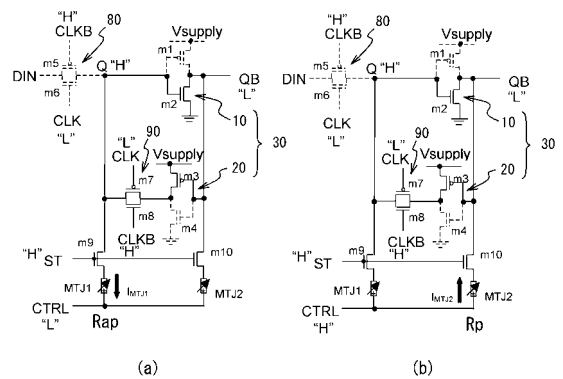 "H"
CLKB
80
m5
DIN
m6
CLK
"L"
Q "H"
Vsupply
m1
m2
QB
"L"
10
30
"L"
CLK
90
m7
Vsupply
m3
20
m8
m4
CLKB
"H"
m9
m10
"H" ST
MTJ1
IMTJ1
MTJ2
CTRL
"L"
Rap
(a)
"H"
CLKB
80
m5
DIN
m6
CLK
"L"
Q "H"
Vsupply
m1
m2
QB
"L"
10
30
"L"
CLK
90
m7
Vsupply
m3
20
m8
m4
CLKB
"H"
m9
m10
"H" ST
MTJ1
IMTJ2
MTJ2
CTRL
"H"
Rp
(b)